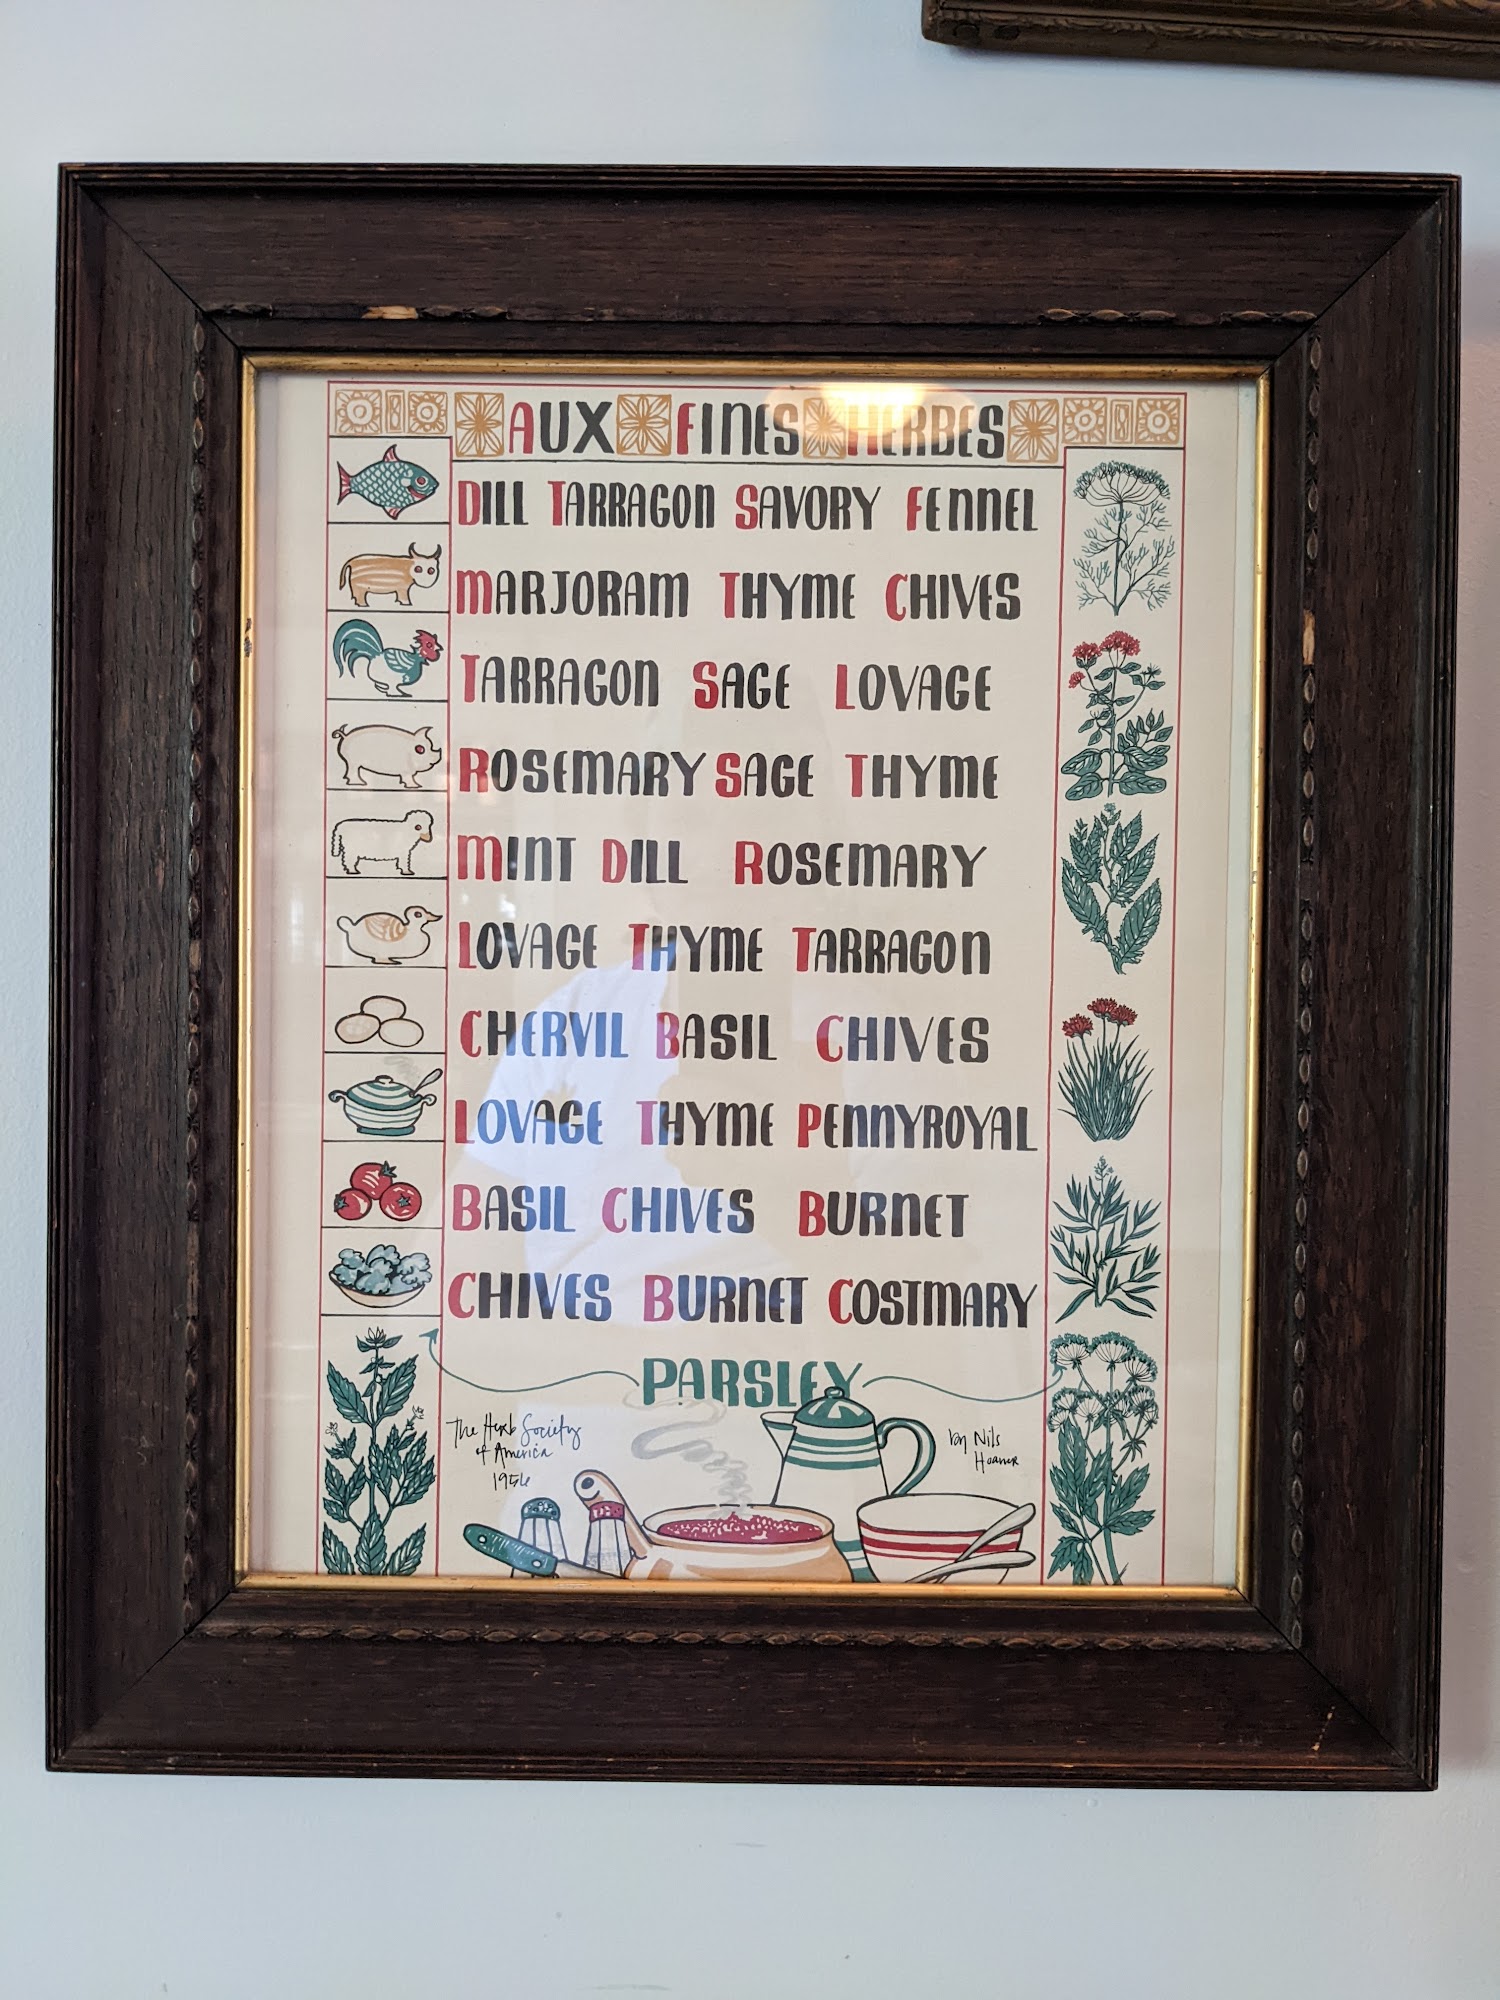 AUX FINES HERBES
DILL TARRAGON SAVORY FENNEL
MARJORAM THYME CHIVES
TARRAGON SAGE LOVAGE
ROSEMARY SAGE THYME
MINT DILL ROSEMARY
LOVAGE THYME TARRAGON
CHERVIL BASIL CHIVES
LOVAGE THYME PENNYROYAL
BASIL CHIVES BURNET
CHIVES BURNET COSTMARY
PARSLEY
The Herb Society
of America
1956
by Nils